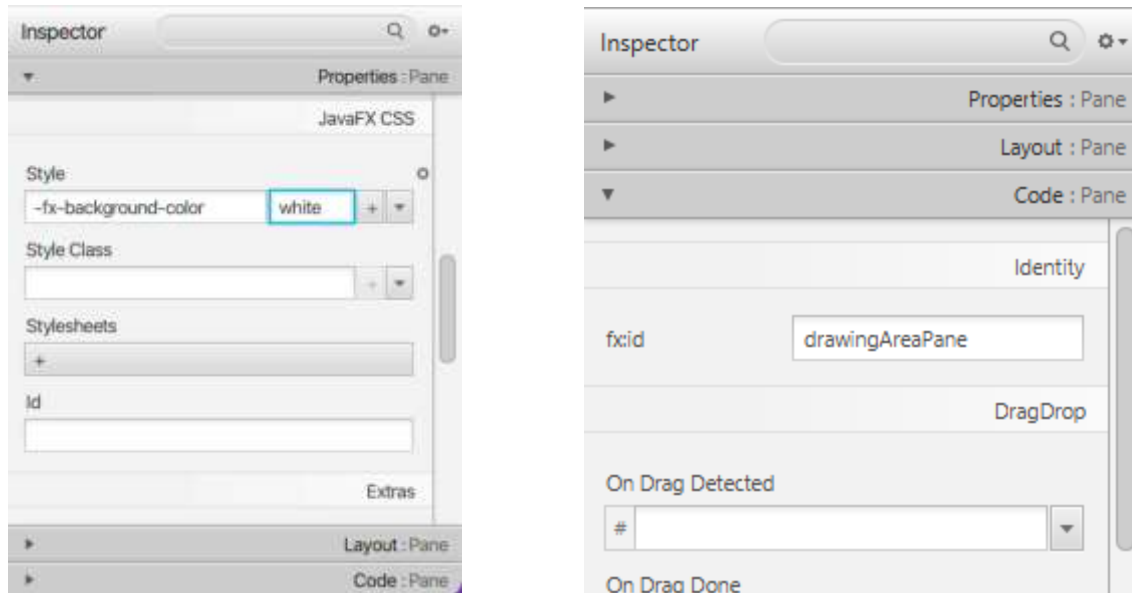 Inspector
Properties : Pane
JavaFX CSS
Style
-fx-background-color white +
Style Class
+
Stylesheets
+
Id
Extras
Layout : Pane
Code : Pane
Inspector
Properties : Pane
Layout : Pane
Code : Pane
Identity
fx:id drawingAreaPane
DragDrop
On Drag Detected
#
On Drag Done